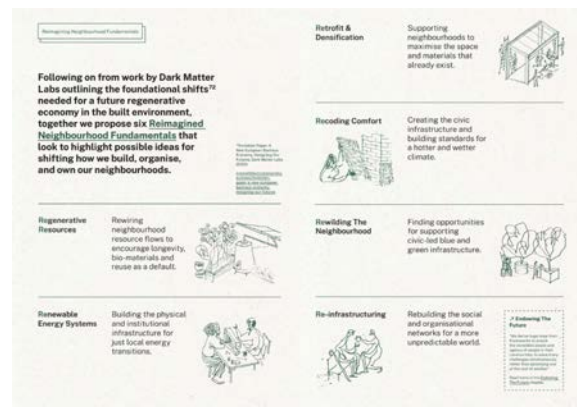 Reimagining Neighbourhood Fundamentals
Following on from work by Dark Matter
Labs outlining the foundational shifts⁷²
needed for a future regenerative
economy in the built environment,
together we propose six Reimagined
Neighbourhood Fundamentals that
look to highlight possible ideas for
shifting how we build, organise,
and own our neighbourhoods.
Regenerative
Resources
Rewiring
neighbourhood
resource flows to
encourage longevity,
bio-materials and
reuse as a default.
Renewable
Energy Systems
Building the physical
and institutional
infrastructure for
just local energy
transitions.
Retrofit &
Densification
Supporting
neighbourhoods to
maximise the space
and materials that
already exist.
Recoding Comfort
Creating the civic
infrastructure and
building standards for
a hotter and wetter
climate.
Rewilding The
Neighbourhood
Finding opportunities
for supporting
civic-led blue and
green infrastructure.
Re-infrastructuring
Rebuilding the social
and organisational
networks for a more
unpredictable world.
↗ Endowing The
Future